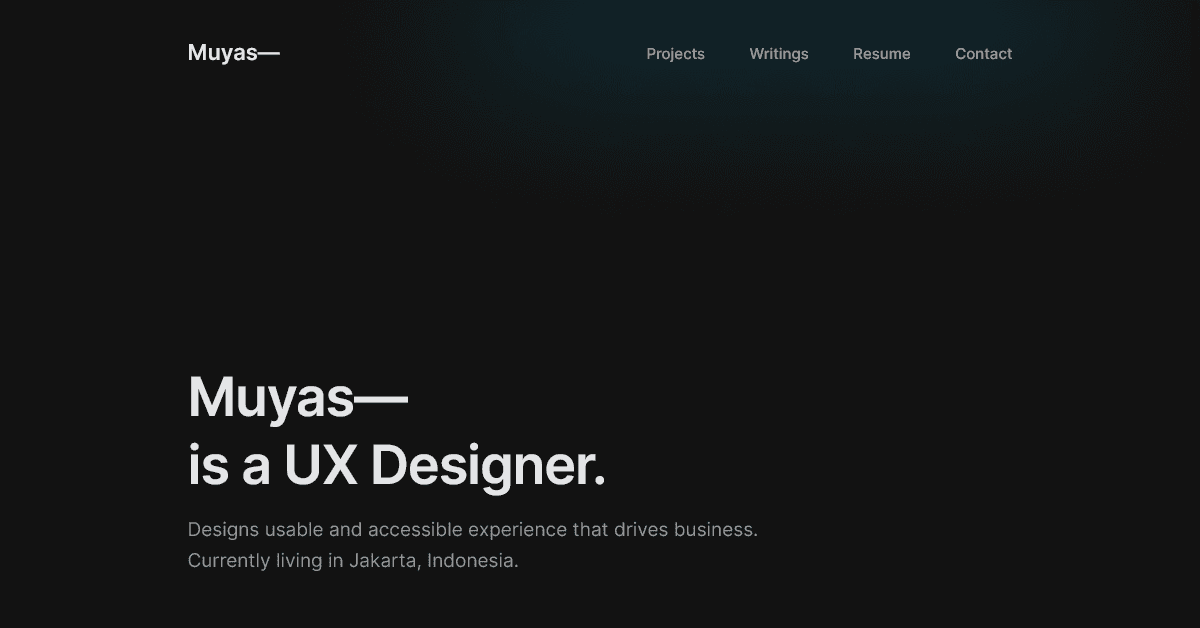 Muyas—
Projects Writings Resume Contact
Muyas—
is a UX Designer.
Designs usable and accessible experience that drives business.
Currently living in Jakarta, Indonesia.